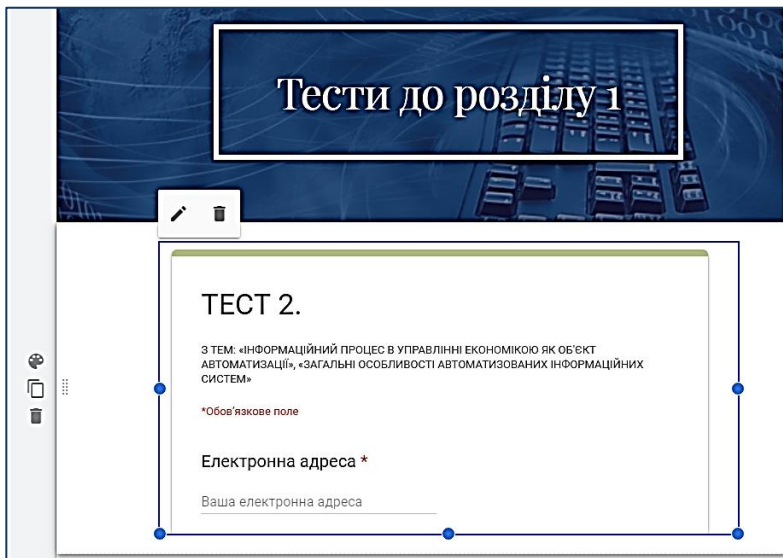 Тести до розділу 1
ТЕСТ 2.
З ТЕМ: «ІНФОРМАЦІЙНИЙ ПРОЦЕС В УПРАВЛІННІ ЕКОНОМІКОЮ ЯК ОБ'ЄКТ
АВТОМАТИЗАЦІЇ», «ЗАГАЛЬНІ ОСОБЛИВОСТІ АВТОМАТИЗОВАНИХ ІНФОРМАЦІЙНИХ
СИСТЕМ»
*Обов'язкове поле
Електронна адреса *
Ваша електронна адреса